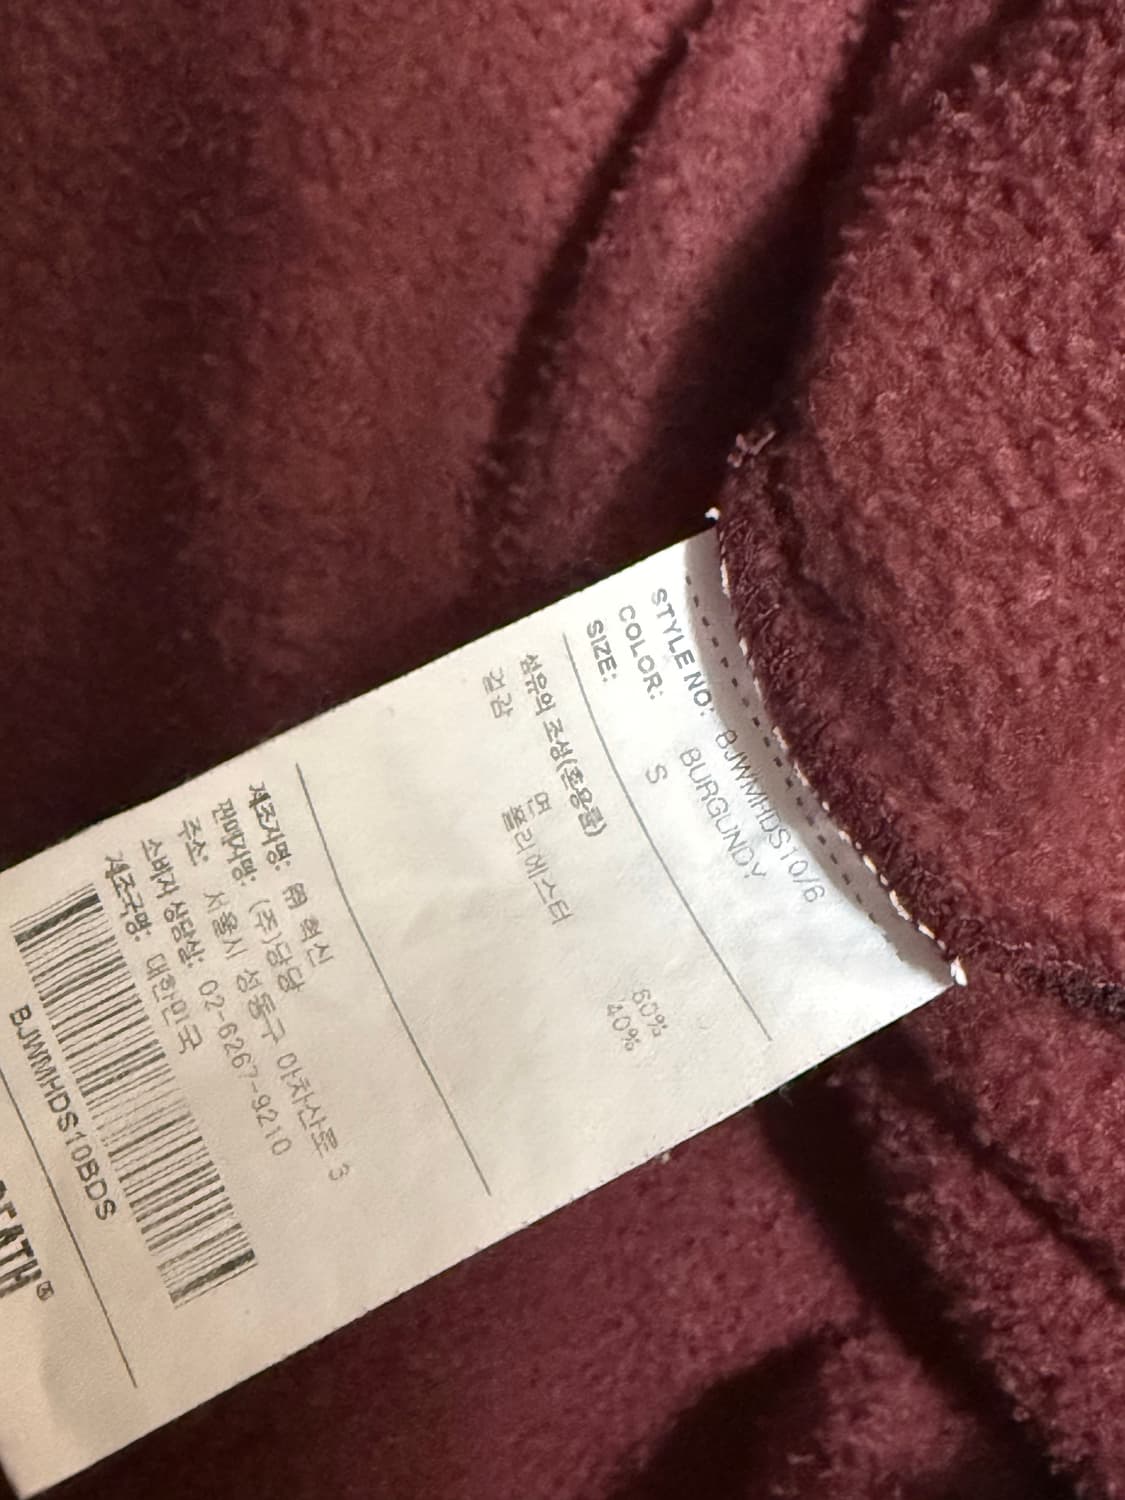 STYLE NO: BJWMHDS10/6
COLOR: BURGUNDY
SIZE: S
섬유의 조성(혼용률)
겉감 면 60%
폴리에스터 40%
제조자명: ㈜ 혁신
판매자명: (주)담당
주소: 서울시 성동구 아차산로 3
소비자 상담실: 02-6267-9210
제조국명: 대한민국
BJWMHDS10BDS
EATH®